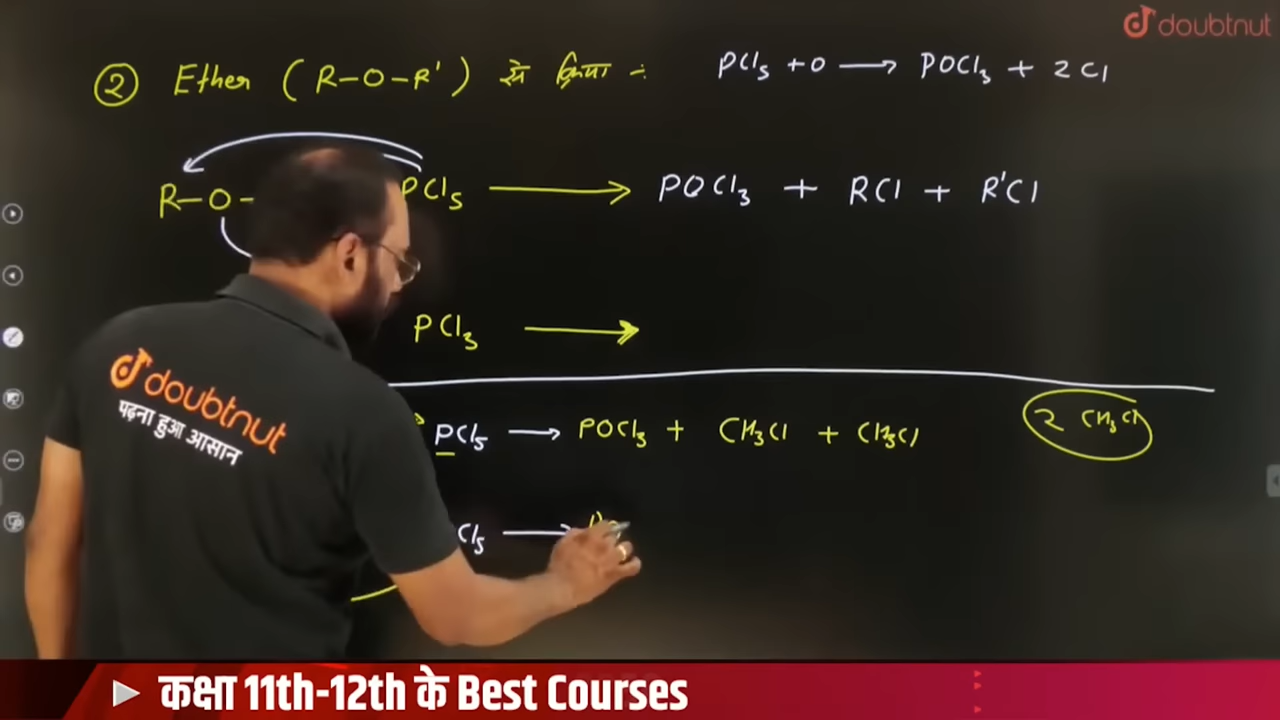 doubtnut
② Ether (R–O–R') से क्रिया :- PCl₅ + O ⟶ POCl₃ + 2Cl
R–O– PCl₅ ⟶ POCl₃ + RCl + R'Cl
PCl₃ ⟶
PCl₅ ⟶ POCl₃ + CH₃Cl + CH₃Cl 2 CH₃Cl
Cl₅ ⟶
doubtnut
पढ़ना हुआ आसान
कक्षा 11th-12th के Best Courses